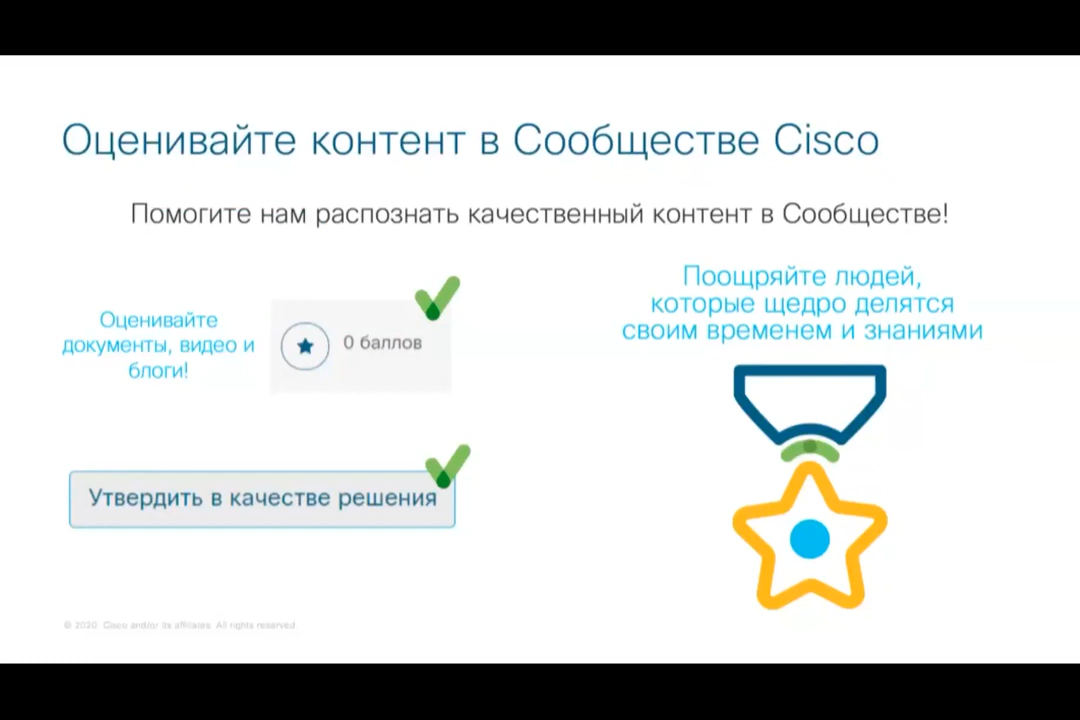 Оценивайте контент в Сообществе Cisco
Помогите нам распознать качественный контент в Сообществе!
Оценивайте
документы, видео и
блоги!
0 баллов
Утвердить в качестве решения
Поощряйте людей,
которые щедро делятся
своим временем и знаниями
© 2020 Cisco and/or its affiliates. All rights reserved.